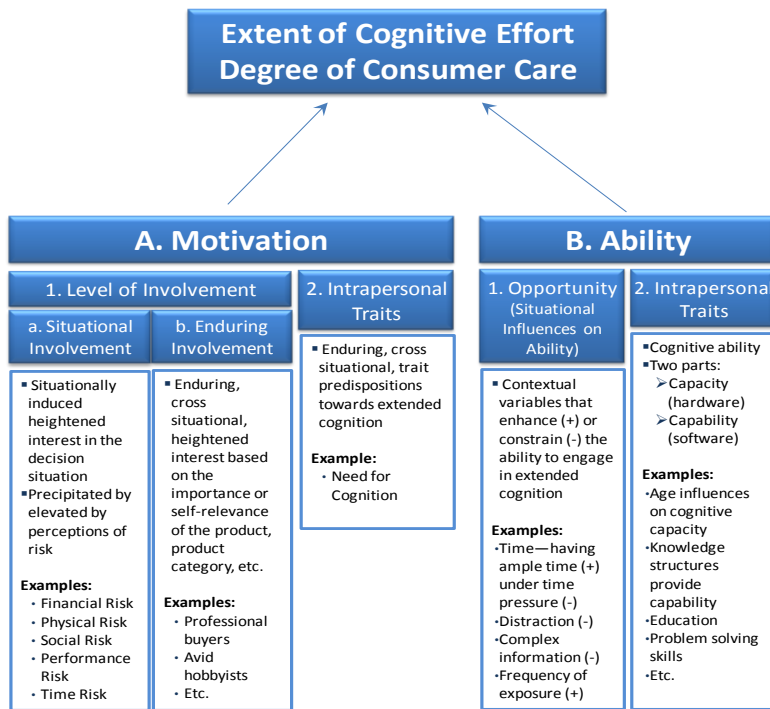 Extent of Cognitive Effort
Degree of Consumer Care
A. Motivation
1. Level of Involvement
a. Situational
Involvement
▪ Situationally
induced
heightened
interest in the
decision
situation
▪Precipitated by
elevated by
perceptions of
risk
Examples:
• Financial Risk
• Physical Risk
• Social Risk
• Performance
Risk
• Time Risk
b. Enduring
Involvement
▪ Enduring,
cross
situational,
heightened
interest based
on the
importance or
self-relevance
of the product,
product
category, etc.
Examples:
• Professional
buyers
• Avid
hobbyists
• Etc.
2. Intrapersonal
Traits
▪ Enduring, cross
situational, trait
predispositions
towards extended
cognition
Example:
• Need for
Cognition
B. Ability
1. Opportunity
(Situational
Influences on
Ability)
▪ Contextual
variables that
enhance (+) or
constrain (-) the
ability to engage
in extended
cognition
Examples:
•Time—having
ample time (+)
under time
pressure (-)
•Distraction (-)
•Complex
information (-)
•Frequency of
exposure (+)
2. Intrapersonal
Traits
▪Cognitive ability
▪Two parts:
➢Capacity
(hardware)
➢Capability
(software)
Examples:
•Age influences
on cognitive
capacity
•Knowledge
structures
provide
capability
•Education
•Problem solving
skills
•Etc.